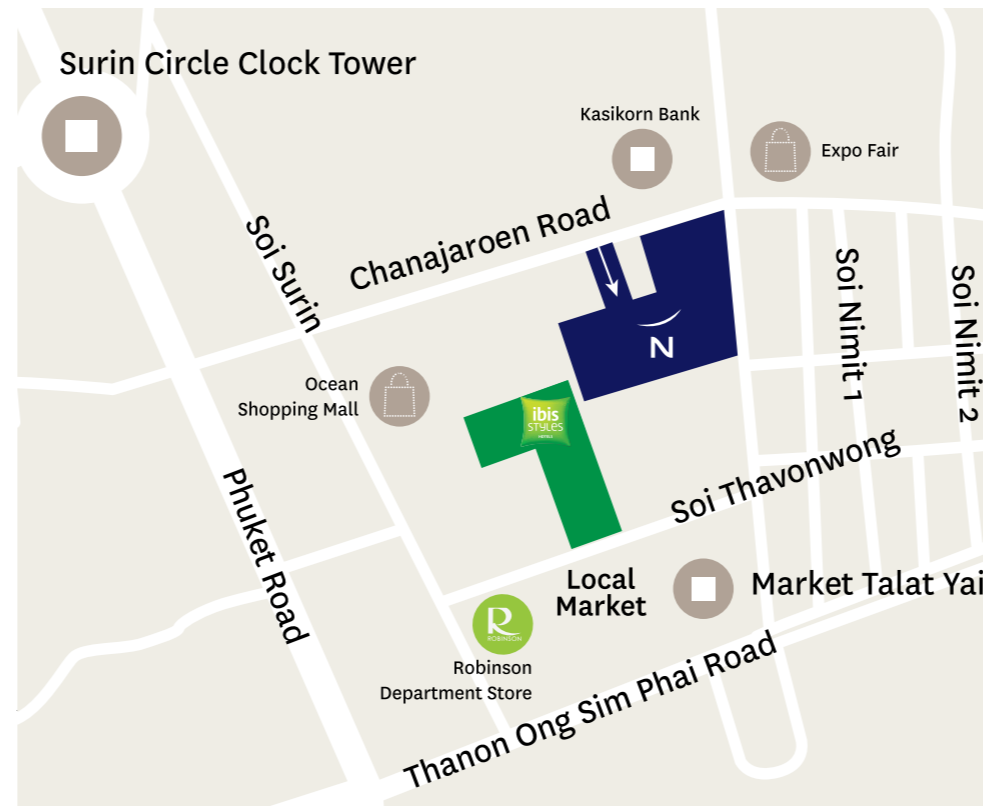 Surin Circle Clock Tower
Kasikorn Bank
Expo Fair
Soi Surin
Chanajaroen Road
Soi Nimit 1
Soi Nimit 2
N
Ocean
Shopping Mall
ibis
STYLES
HOTELS
Phuket Road
Soi Thavonwong
Local
Market
Market Talat Yai
R
ROBINSON
Robinson
Department Store
Thanon Ong Sim Phai Road